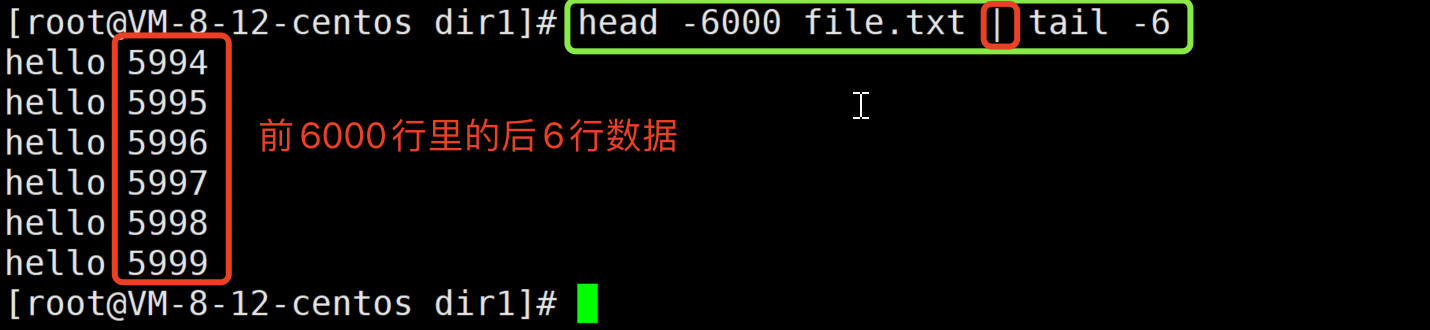 [root@VM-8-12-centos dir1]# head -6000 file.txt | tail -6
hello 5994
hello 5995
hello 5996
前6000行里的后6行数据
hello 5997
hello 5998
hello 5999
[root@VM-8-12-centos dir1]#